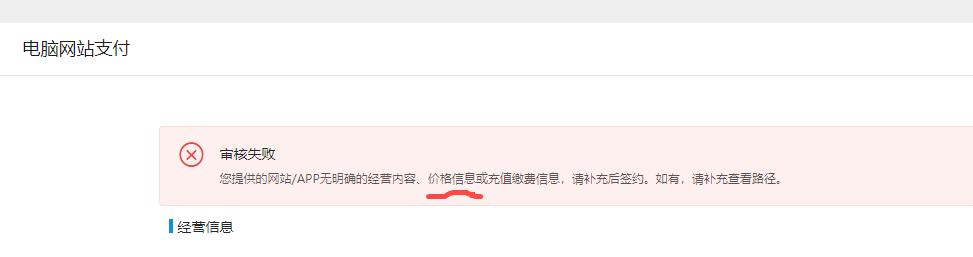 电脑网站支付
审核失败
您提供的网站/APP无明确的经营内容、价格信息或充值缴费信息，请补充后签约。如有，请补充查看路径。
经营信息